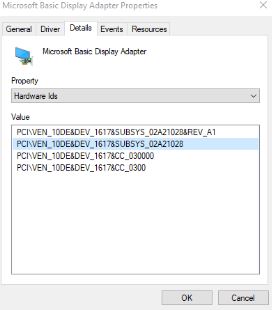 Microsoft Basic Display Adapter Properties
General Driver Details Events Resources
Microsoft Basic Display Adapter
Property
Hardware Ids
Value
PCI\VEN_10DE&DEV_1617&SUBSYS_02A21028&REV_A1
PCI\VEN_10DE&DEV_1617&SUBSYS_02A21028
PCI\VEN_10DE&DEV_1617&CC_030000
PCI\VEN_10DE&DEV_1617&CC_0300
OK Cancel